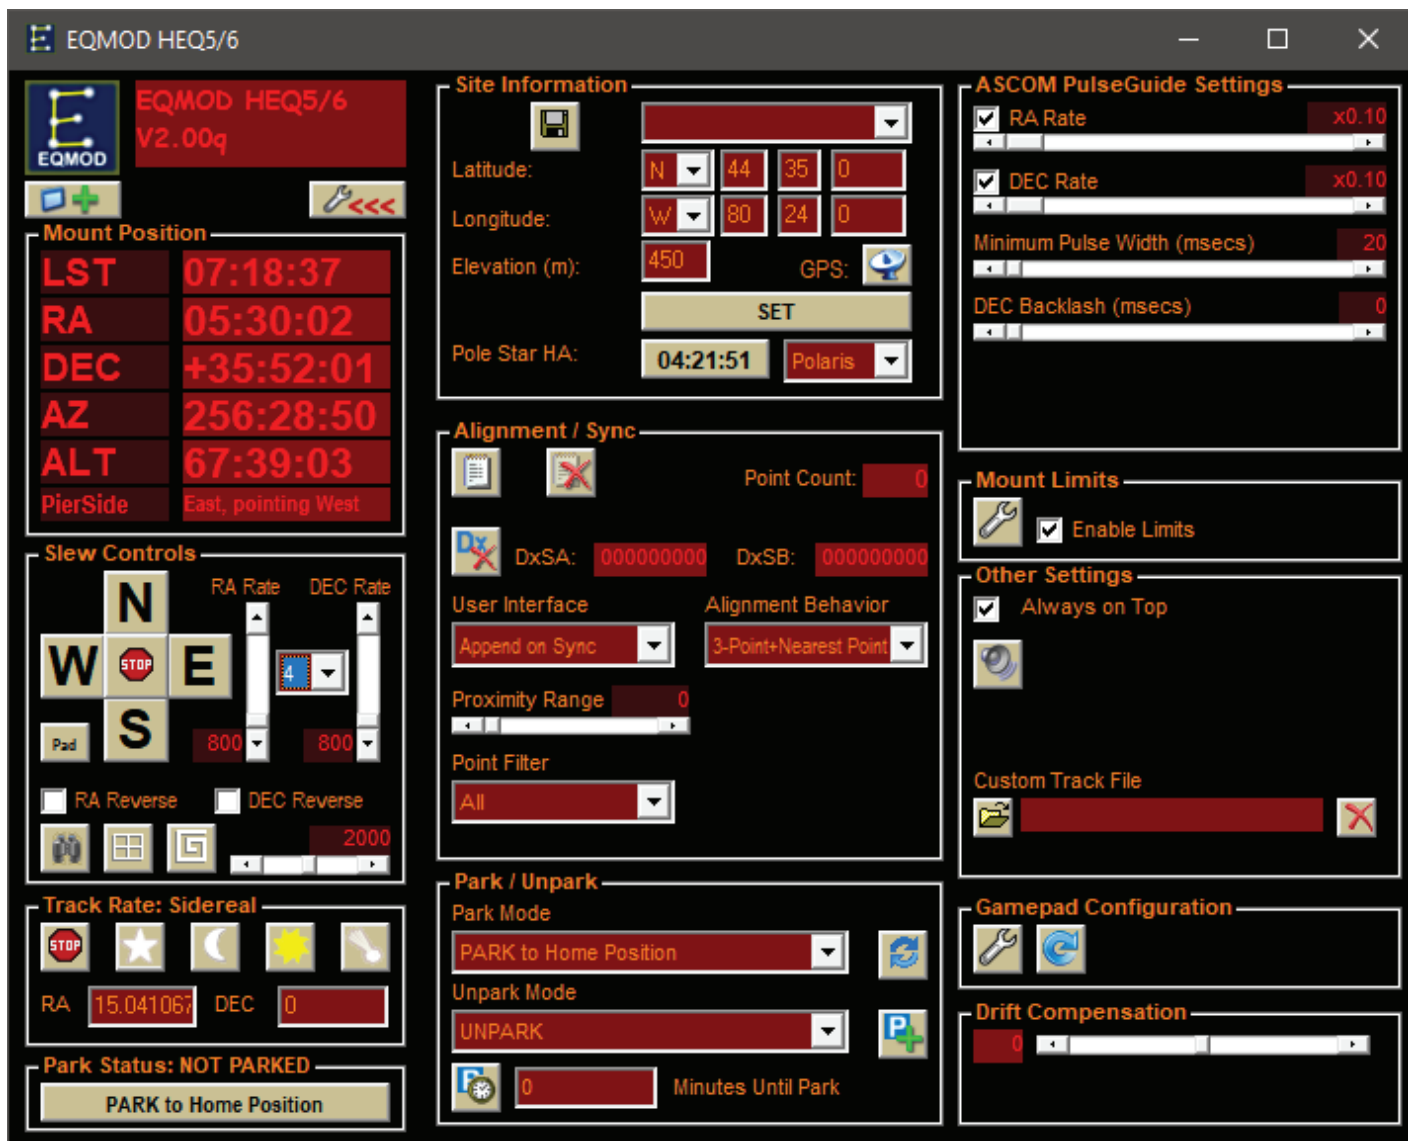 EQMOD HEQ5/6
EQMOD
EQMOD HEQ5/6
V2.00q
<<<
Mount Position
LST 07:18:37
RA 05:30:02
DEC +35:52:01
AZ 256:28:50
ALT 67:39:03
PierSide East, pointing West
Slew Controls
RA Rate DEC Rate
N
W STOP E
4
S
Pad
800 800
RA Reverse DEC Reverse
2000
Track Rate: Sidereal
STOP
RA 15.041067 DEC 0
Park Status: NOT PARKED
PARK to Home Position
Site Information
Latitude: N 44 35 0
Longitude: W 80 24 0
Elevation (m): 450 GPS:
SET
Pole Star HA: 04:21:51 Polaris
Alignment / Sync
Point Count: 0
Dx DxSA: 000000000 DxSB: 000000000
User Interface Alignment Behavior
Append on Sync 3-Point+Nearest Point
Proximity Range 0
Point Filter
All
Park / Unpark
Park Mode
PARK to Home Position
Unpark Mode
UNPARK
P
P 0 Minutes Until Park
ASCOM PulseGuide Settings
RA Rate x0.10
DEC Rate x0.10
Minimum Pulse Width (msecs) 20
DEC Backlash (msecs) 0
Mount Limits
Enable Limits
Other Settings
Always on Top
Custom Track File
Gamepad Configuration
Drift Compensation
0